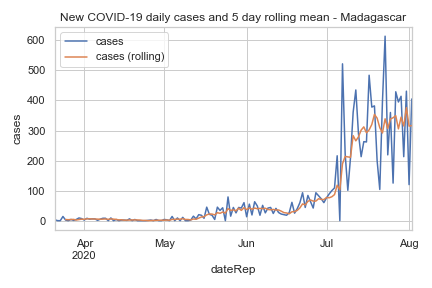 New COVID-19 daily cases and 5 day rolling mean - Madagascar
cases
cases (rolling)
600
500
400
300
200
100
0
cases
Apr
2020
May
Jun
Jul
Aug
dateRep